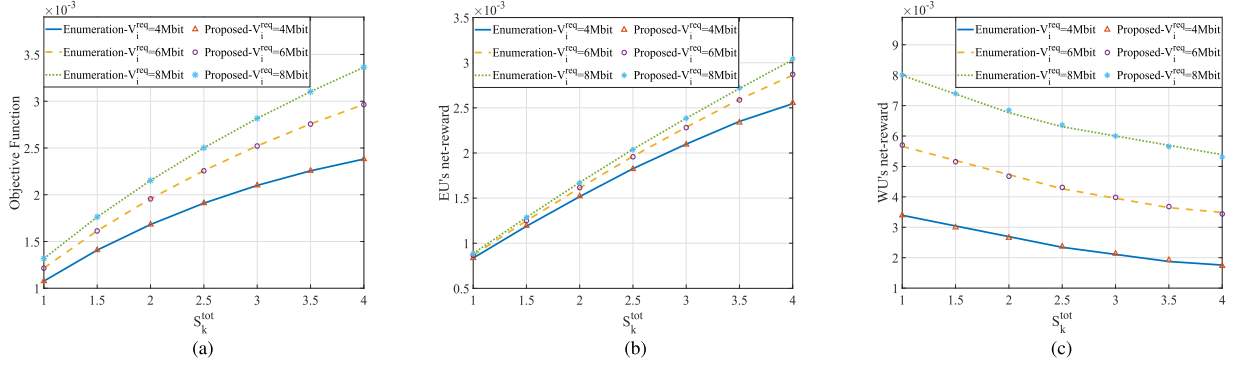 ×10⁻³
Enumeration-V_i^req=4Mbit Proposed-V_i^req=4Mbit
Enumeration-V_i^req=6Mbit Proposed-V_i^req=6Mbit
Enumeration-V_i^req=8Mbit Proposed-V_i^req=8Mbit
Objective Function
3.5
3
2.5
2
1.5
1
1 1.5 2 2.5 3 3.5 4
S_k^tot
(a)
×10⁻³
Enumeration-V_i^req=4Mbit Proposed-V_i^req=4Mbit
Enumeration-V_i^req=6Mbit Proposed-V_i^req=6Mbit
Enumeration-V_i^req=8Mbit Proposed-V_i^req=8Mbit
EU's net-reward
3.5
3
2.5
2
1.5
1
0.5
1 1.5 2 2.5 3 3.5 4
S_k^tot
(b)
×10⁻³
Enumeration-V_i^req=4Mbit Proposed-V_i^req=4Mbit
Enumeration-V_i^req=6Mbit Proposed-V_i^req=6Mbit
Enumeration-V_i^req=8Mbit Proposed-V_i^req=8Mbit
WU's net-reward
9
8
7
6
5
4
3
2
1
1 1.5 2 2.5 3 3.5 4
S_k^tot
(c)